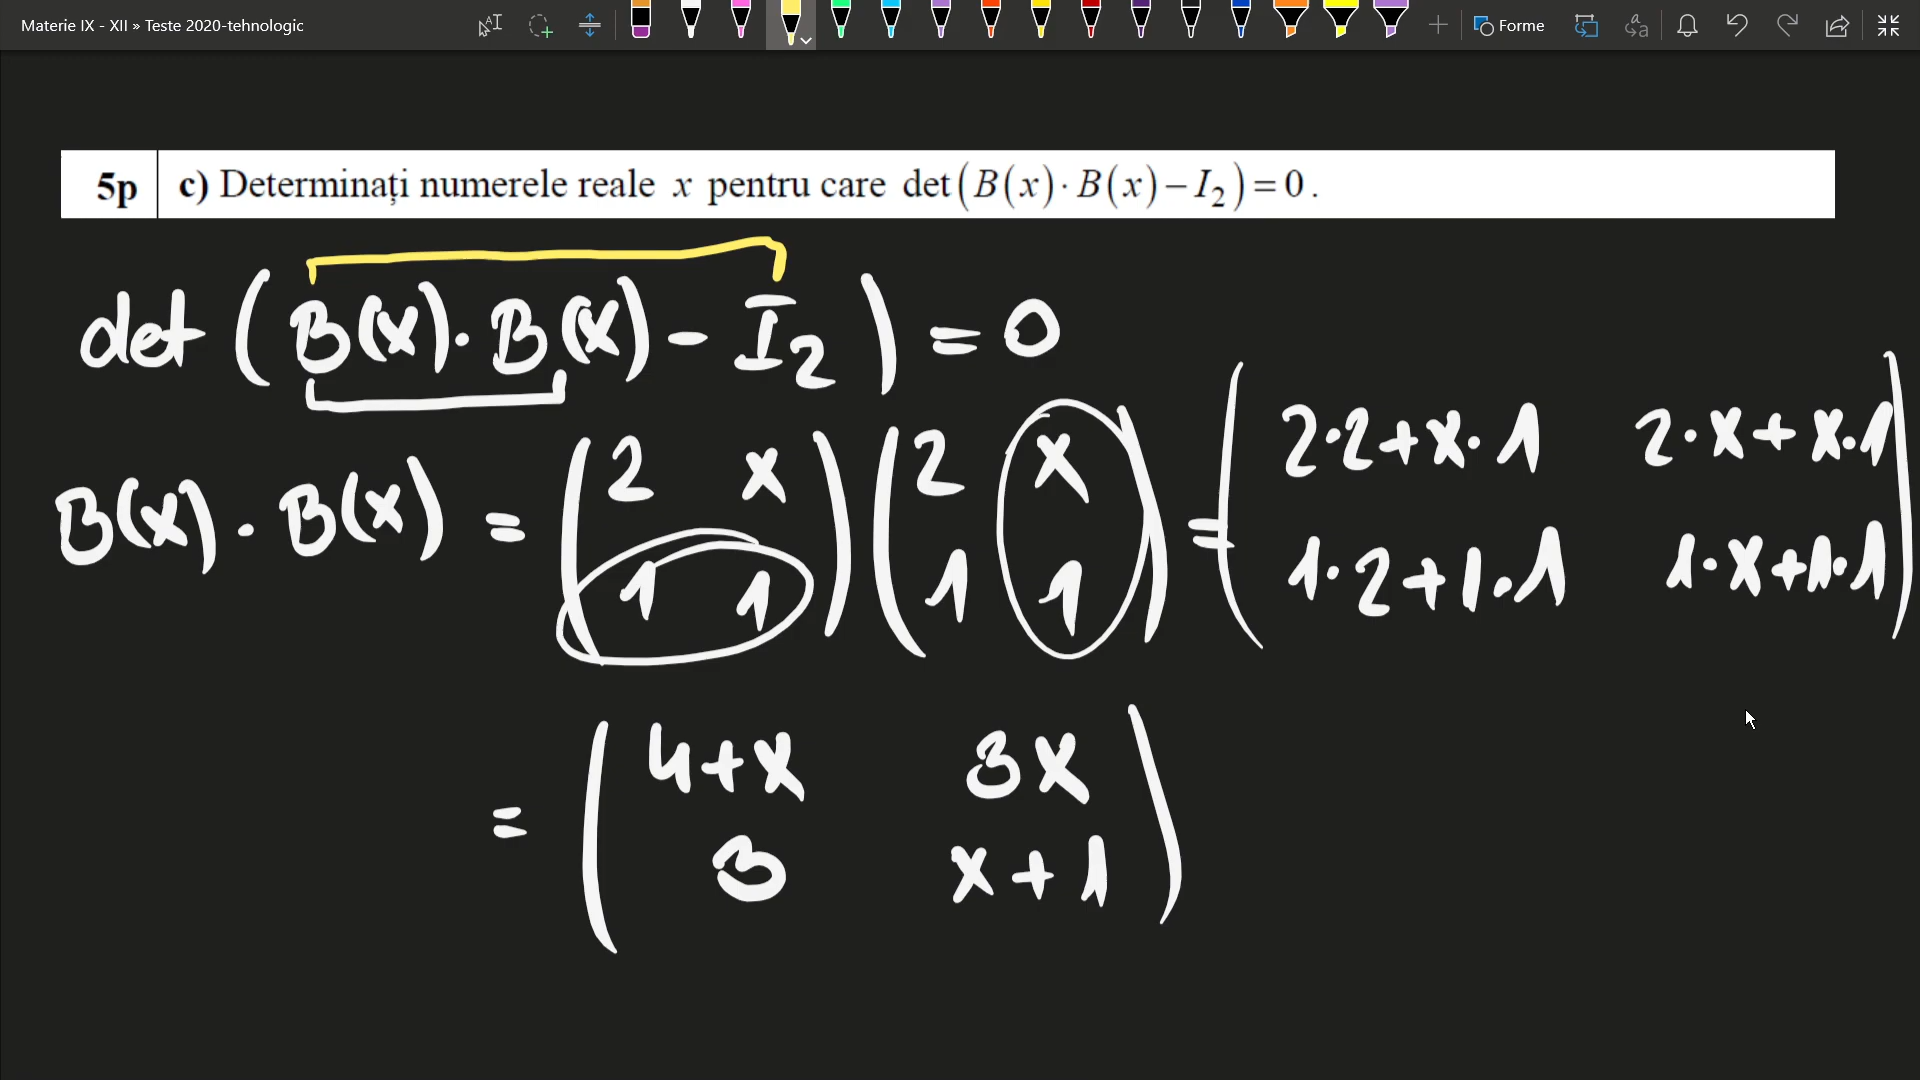 Materie IX - XII » Teste 2020-tehnologic
Forme
5p c) Determinați numerele reale x pentru care det(B(x)·B(x)−I₂)=0.
det (B(x)·B(x) - I₂) = 0
B(x)·B(x) = (2 x) (2 x) = (2·2+x·1 2·x+x·1)
(1 1) (1 1) (1·2+1·1 1·x+1·1)
= (4+x 3x)
(3 x+1)